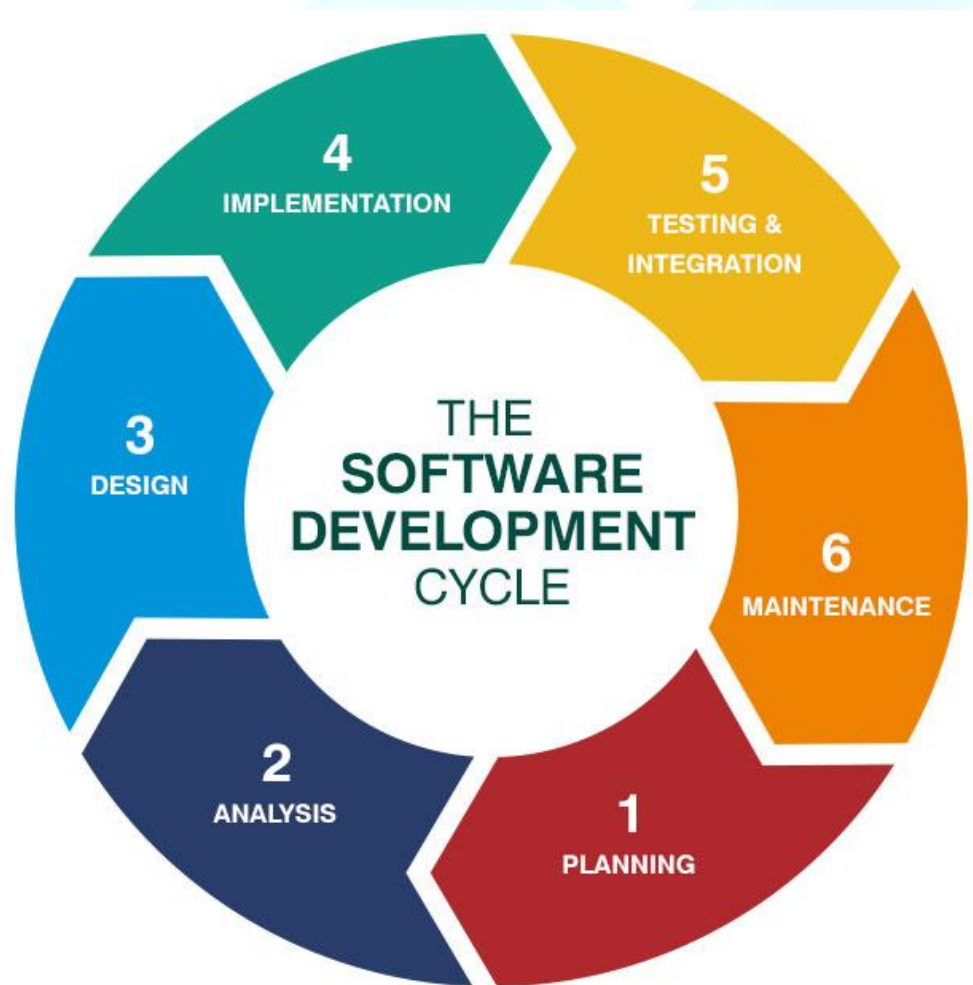 THE
SOFTWARE
DEVELOPMENT
CYCLE
1
PLANNING
2
ANALYSIS
3
DESIGN
4
IMPLEMENTATION
5
TESTING &
INTEGRATION
6
MAINTENANCE